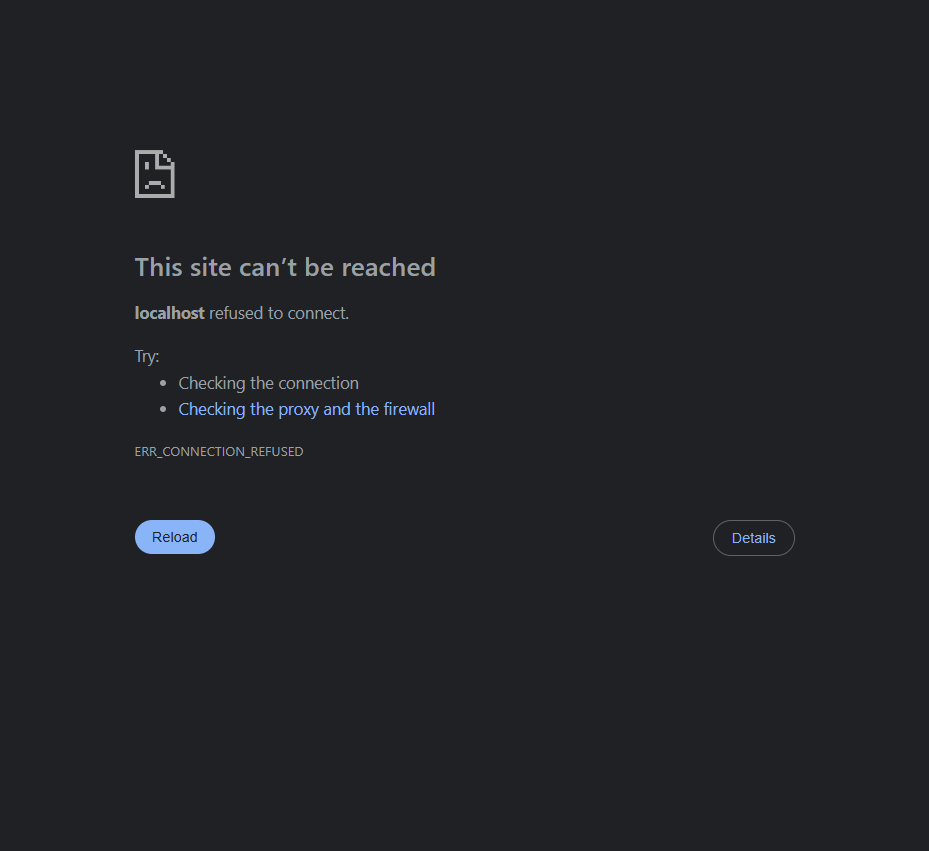 This site can’t be reached
localhost refused to connect.
Try:
• Checking the connection
• Checking the proxy and the firewall
ERR_CONNECTION_REFUSED
Reload
Details